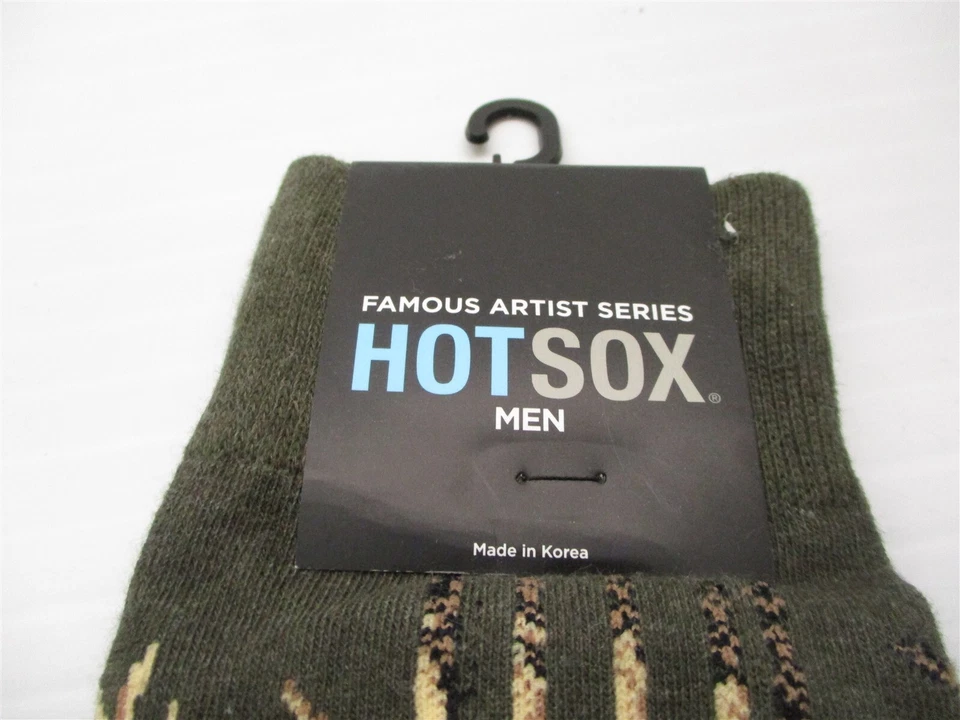 FAMOUS ARTIST SERIES
HOTSOX®
MEN
Made in Korea